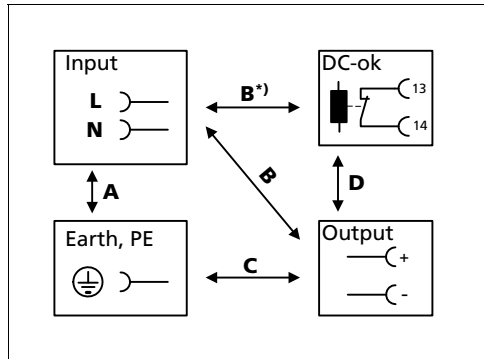 Input
L
N
B*)
DC-ok
13
14
A
B
D
Earth, PE
C
Output
+
-